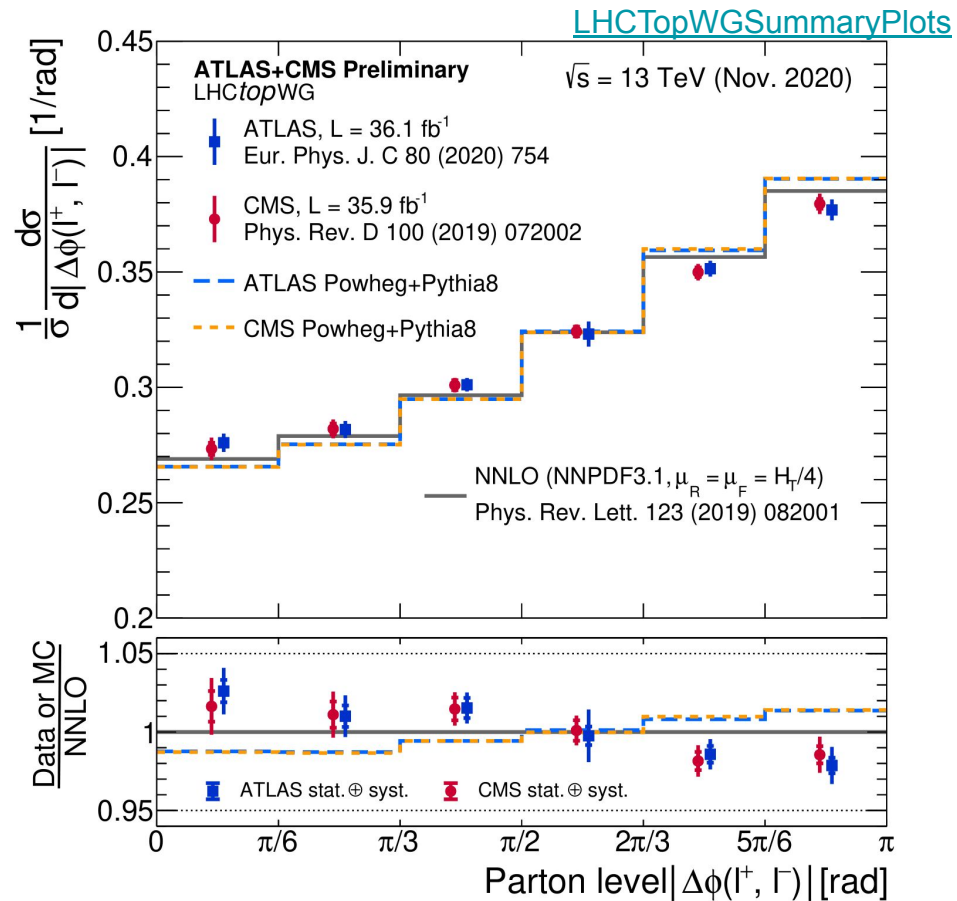 LHCTopWGSummaryPlots
ATLAS+CMS Preliminary
LHCtopWG
√s = 13 TeV (Nov. 2020)
ATLAS, L = 36.1 fb⁻¹
Eur. Phys. J. C 80 (2020) 754
CMS, L = 35.9 fb⁻¹
Phys. Rev. D 100 (2019) 072002
ATLAS Powheg+Pythia8
CMS Powheg+Pythia8
NNLO (NNPDF3.1, μ_R = μ_F = H_T/4)
Phys. Rev. Lett. 123 (2019) 082001
1/σ dσ/d|Δϕ(l⁺, l⁻)| [1/rad]
0.45
0.4
0.35
0.3
0.25
0.2
Data or MC
NNLO
1.05
1
0.95
ATLAS stat. ⊕ syst.
CMS stat. ⊕ syst.
0 π/6 π/3 π/2 2π/3 5π/6 π
Parton level|Δϕ(l⁺, l⁻)| [rad]